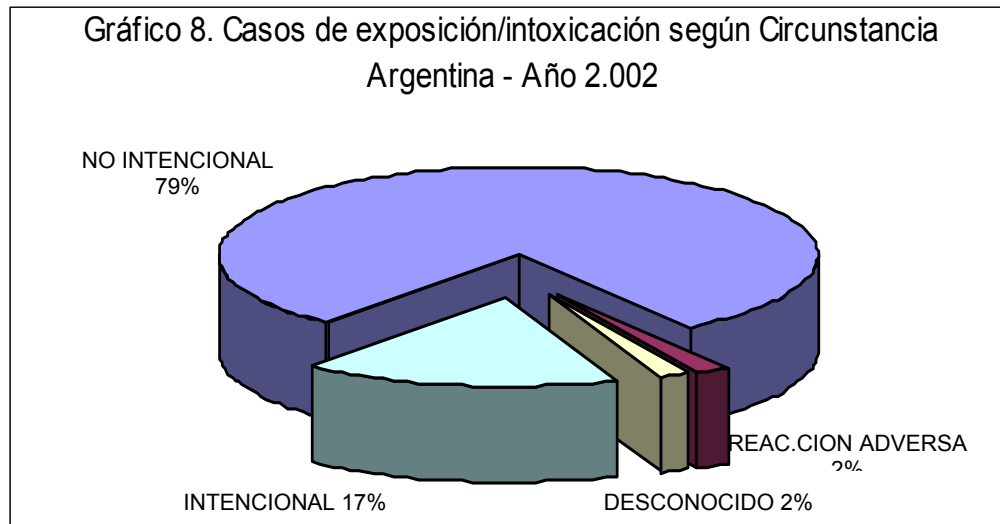 Gráfico 8. Casos de exposición/intoxicación según Circunstancia
Argentina - Año 2.002
NO INTENCIONAL
79%
REAC.CION ADVERSA
2%
INTENCIONAL 17%
DESCONOCIDO 2%